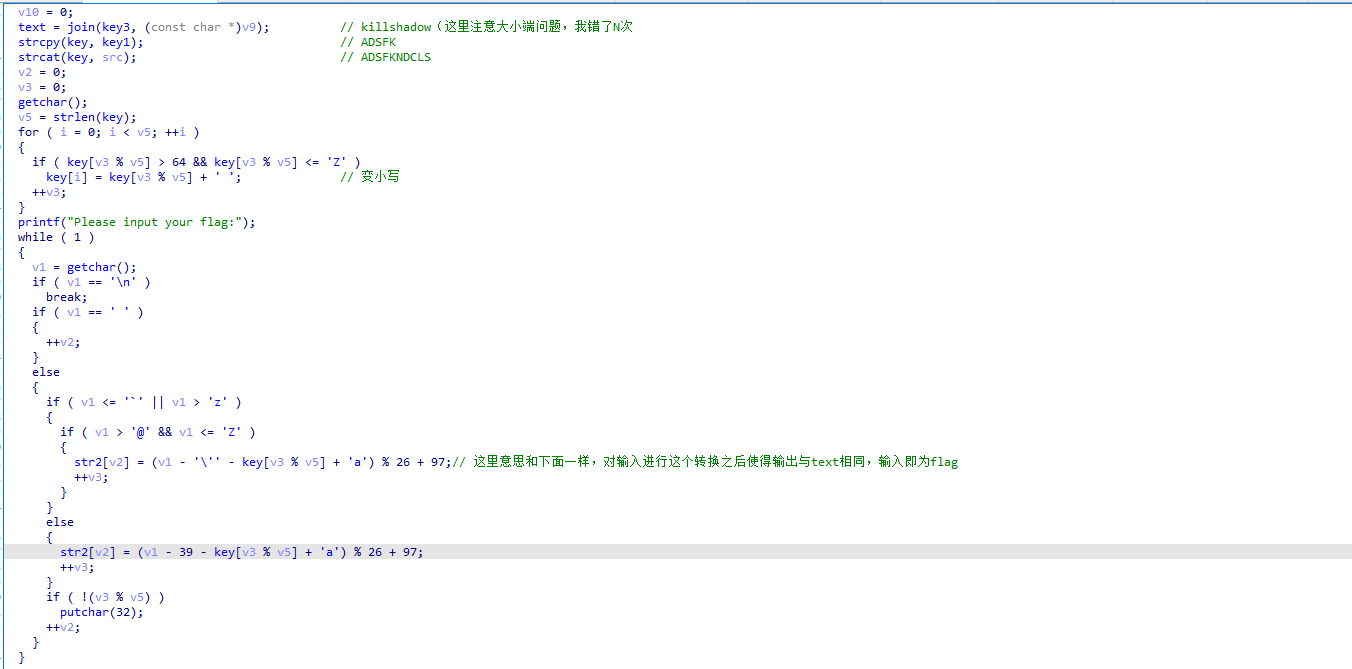 v10 = 0;
text = join(key3, (const char *)v9); // killshadow（这里注意大小端问题，我错了N次
strcpy(key, key1); // ADSFK
strcat(key, src); // ADSFKNDCLS
v2 = 0;
v3 = 0;
getchar();
v5 = strlen(key);
for ( i = 0; i < v5; ++i )
{
if ( key[v3 % v5] > 64 && key[v3 % v5] <= 'Z' )
key[i] = key[v3 % v5] + ' '; // 变小写
++v3;
}
printf("Please input your flag:");
while ( 1 )
{
v1 = getchar();
if ( v1 == '\n' )
break;
if ( v1 == ' ' )
{
++v2;
}
else
{
if ( v1 <= '`' || v1 > 'z' )
{
if ( v1 > '@' && v1 <= 'Z' )
{
str2[v2] = (v1 - '\'' - key[v3 % v5] + 'a') % 26 + 97;// 这里意思和下面一样，对输入进行这个转换之后使得输出与text相同，输入即为flag
++v3;
}
}
else
{
str2[v2] = (v1 - 39 - key[v3 % v5] + 'a') % 26 + 97;
++v3;
}
if ( !(v3 % v5) )
putchar(32);
++v2;
}
}